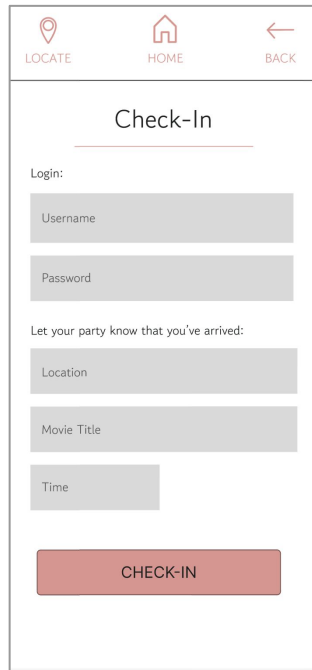 LOCATE HOME BACK
Check-In
Login:
Username
Password
Let your party know that you've arrived:
Location
Movie Title
Time
CHECK-IN